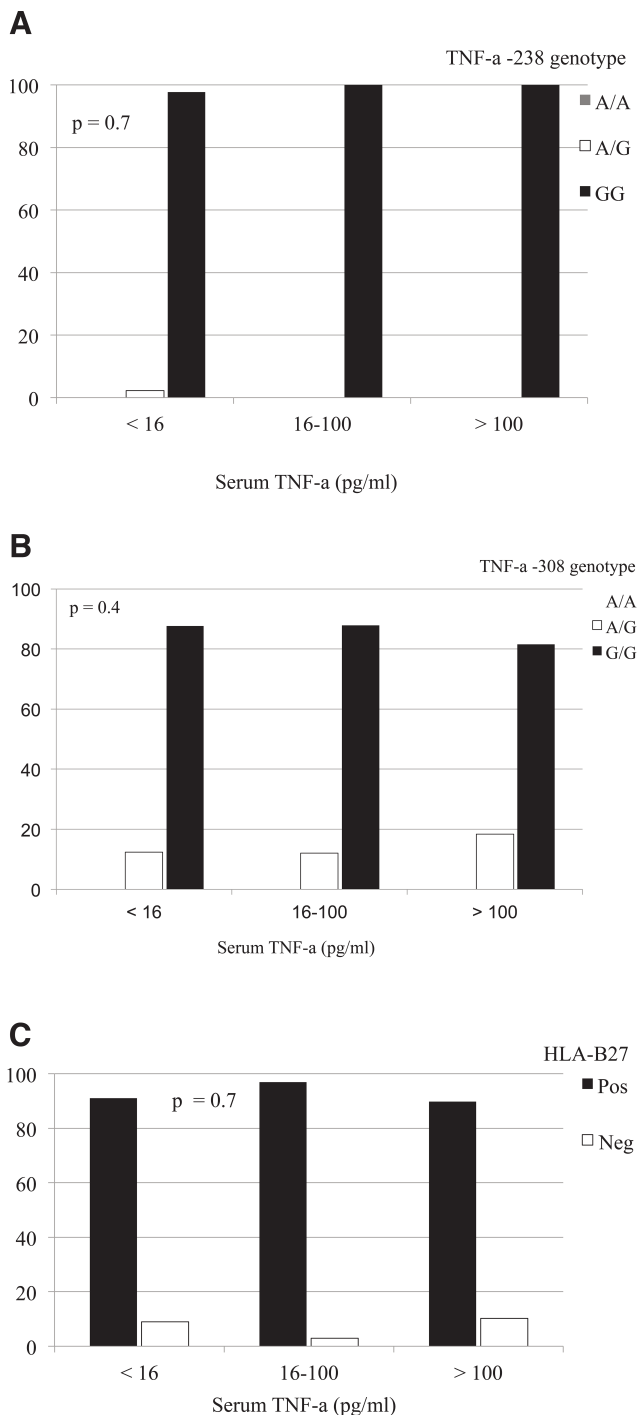 A
TNF-a -238 genotype
100
p = 0.7
A/A
80
A/G
60
GG
40
20
0
< 16 16-100 > 100
Serum TNF-a (pg/ml)
B
TNF-a -308 genotype
100
p = 0.4
A/A
A/G
80
G/G
60
40
20
0
< 16 16-100 > 100
Serum TNF-a (pg/ml)
C
HLA-B27
100
p = 0.7
Pos
80
Neg
60
40
20
0
< 16 16-100 > 100
Serum TNF-a (pg/ml)